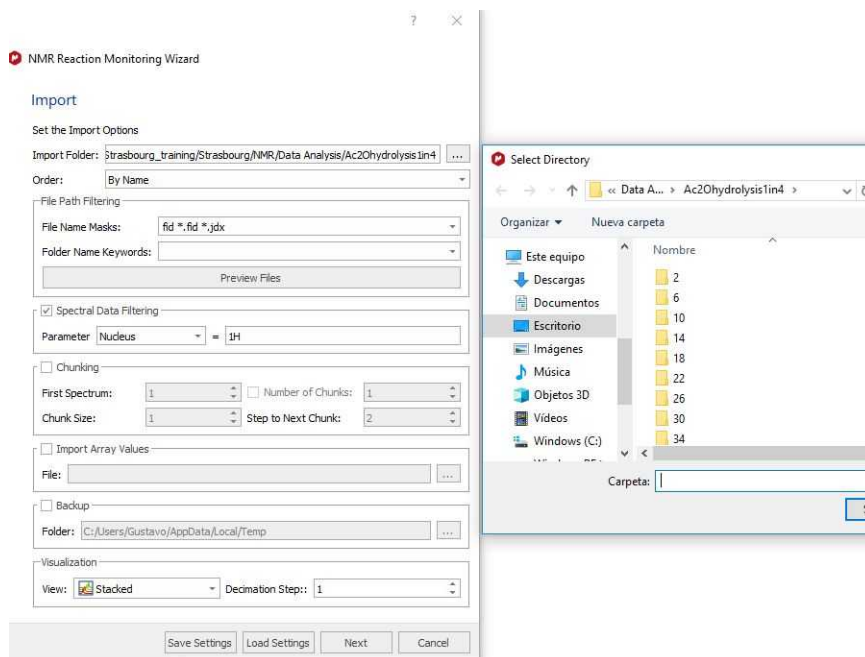 ?
NMR Reaction Monitoring Wizard
Import
Set the Import Options
Import Folder: Strasbourg_training/Strasbourg/NMR/Data Analysis/Ac2Ohydrolysis1in4 ...
Order: By Name
File Path Filtering
File Name Masks: fid *.fid *.jdx
Folder Name Keywords:
Preview Files
Spectral Data Filtering
Parameter Nucleus = 1H
Chunking
First Spectrum: 1 Number of Chunks: 1
Chunk Size: 1 Step to Next Chunk: 2
Import Array Values
File: ...
Backup
Folder: C:/Users/Gustavo/AppData/Local/Temp ...
Visualization
View: Stacked Decimation Step:: 1
Save Settings Load Settings Next Cancel
Select Directory
« Data A... › Ac2Ohydrolysis1in4 ›
Organizar Nueva carpeta
Este equipo
Descargas
Documentos
Escritorio
Imágenes
Música
Objetos 3D
Vídeos
Windows (C:)
Nombre
2
6
10
14
18
22
26
30
34
Carpeta: